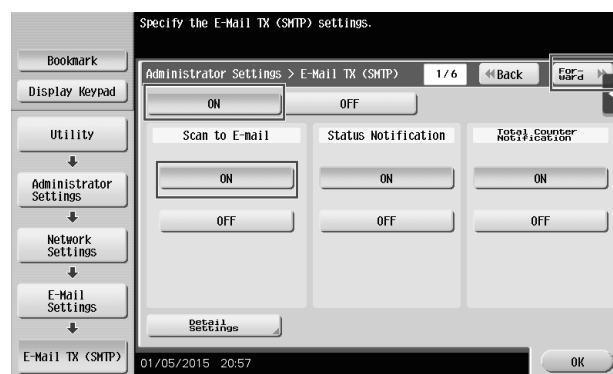 Specify the E-Mail TX (SMTP) settings.
Bookmark
Display Keypad
Utility
Administrator
Settings
Network
Settings
E-Mail
Settings
E-Mail TX (SMTP)
Administrator Settings > E-Mail TX (SMTP)
1/6
Back
For-
ward
ON
OFF
Scan to E-mail
ON
OFF
Status Notification
ON
OFF
Total Counter
Notification
ON
OFF
Detail
Settings
01/05/2015 20:57
OK